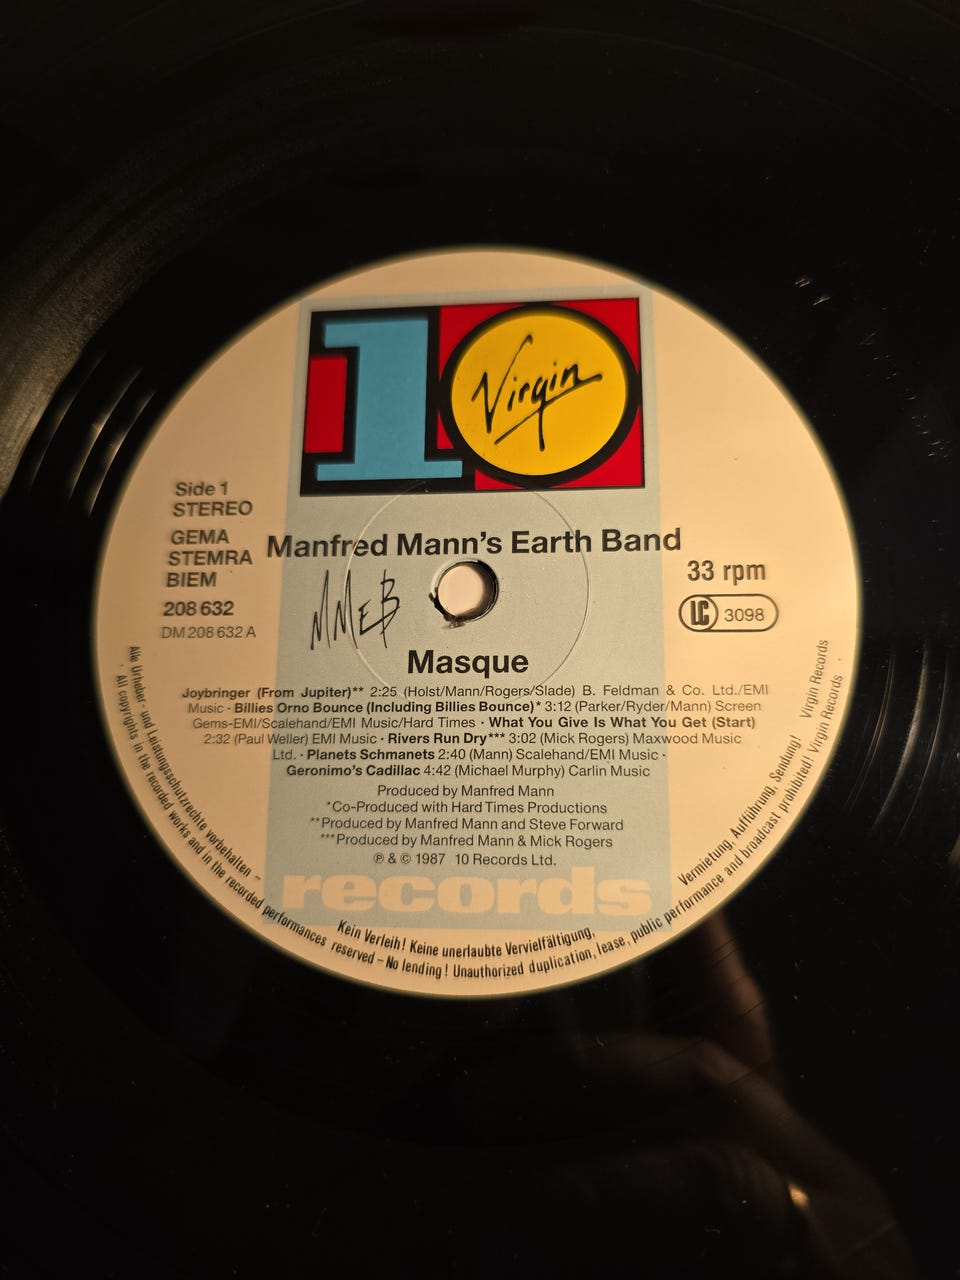 10
Virgin
Side 1
STEREO
GEMA
STEMRA
BIEM
208 632
DM 208 632 A
Manfred Mann's Earth Band
33 rpm
LC 3098
MMEB
Masque
Joybringer (From Jupiter)** 2:25 (Holst/Mann/Rogers/Slade) B. Feldman & Co. Ltd./EMI
Music · Billies Orno Bounce (Including Billies Bounce)* 3:12 (Parker/Ryder/Mann) Screen
Gems-EMI/Scalehand/EMI Music/Hard Times · What You Give Is What You Get (Start)
2:32 (Paul Weller) EMI Music · Rivers Run Dry*** 3:02 (Mick Rogers) Maxwood Music
Ltd. · Planets Schmanets 2:40 (Mann) Scalehand/EMI Music ·
Geronimo's Cadillac 4:42 (Michael Murphy) Carlin Music
Produced by Manfred Mann
*Co-Produced with Hard Times Productions
**Produced by Manfred Mann and Steve Forward
***Produced by Manfred Mann & Mick Rogers
℗ & © 1987 10 Records Ltd.
records
Alle Urheber- und Leistungsschutzrechte vorbehalten – Kein Verleih! Keine unerlaubte Vervielfältigung, Vermietung, Aufführung, Sendung! Virgin Records
· All copyrights in the recorded works and in the recorded performances reserved – No lending! Unauthorized duplication, lease, public performance and broadcast prohibited! Virgin Records ·